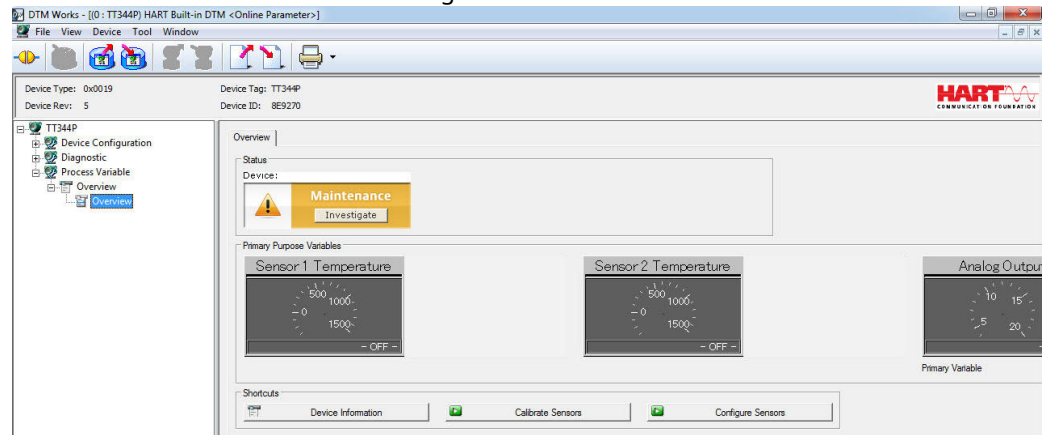 DTM Works - [(0 : TT344P) HART Built-in DTM <Online Parameter>]
File View Device Tool Window
Device Type: 0x0019
Device Tag: TT344P
Device Rev: 5
Device ID: 8E9270
HART
COMMUNICATION FOUNDATION
TT344P
Device Configuration
Diagnostic
Process Variable
Overview
Overview
Overview
Status
Device:
Maintenance
Investigate
Primary Purpose Variables
Sensor 1 Temperature
0 500 1000 1500
- OFF -
Sensor 2 Temperature
0 500 1000 1500
- OFF -
Analog Outpu
5 10 15 20
Primary Variable
Shortcuts
Device Information
Calibrate Sensors
Configure Sensors